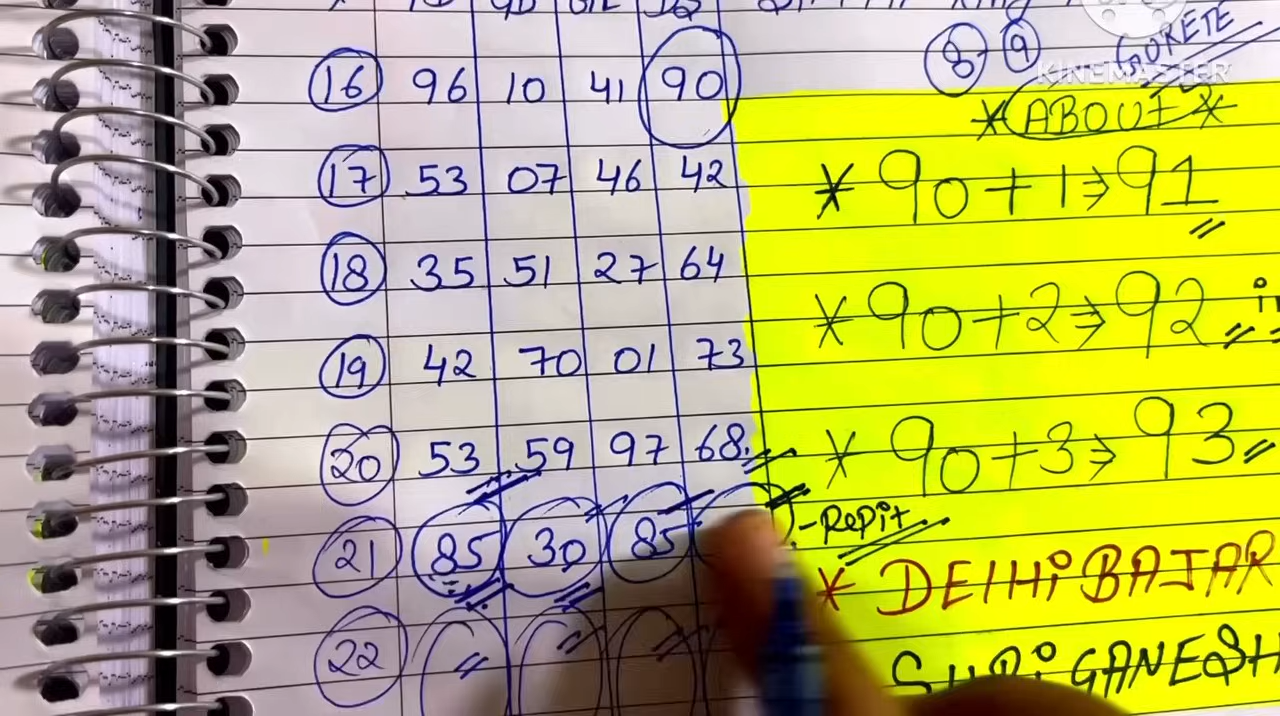 8-9 GORETE
KINEMASTER
16 96 10 41 90
*ABOUT*
17 53 07 46 42
* 90+1⇒91
18 35 51 27 64
* 90+2⇒92
19 42 70 01 73
20 53 59 97 68.
* 90+3⇒93
21 85 30 85
-Repit
* DElHi BAJAR
22
GANESH